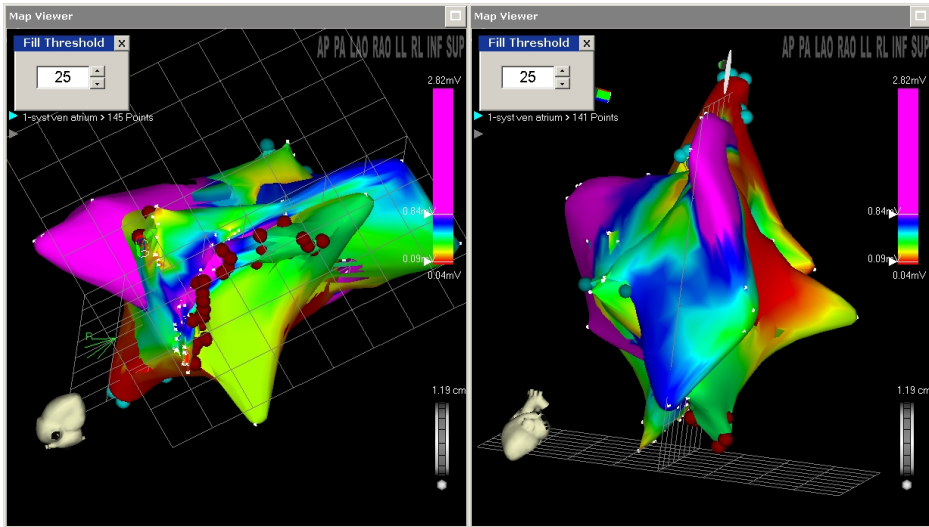 Map Viewer
Fill Threshold X
25
AP PA LAO RAO LL RL INF SUP
2.82mV
1-syst ven atrium > 145 Points
0.84mV
0.09mV
0.04mV
1.19 cm
Map Viewer
Fill Threshold X
25
AP PA LAO RAO LL RL INF SUP
2.82mV
1-syst ven atrium > 141 Points
0.84mV
0.09mV
0.04mV
1.19 cm